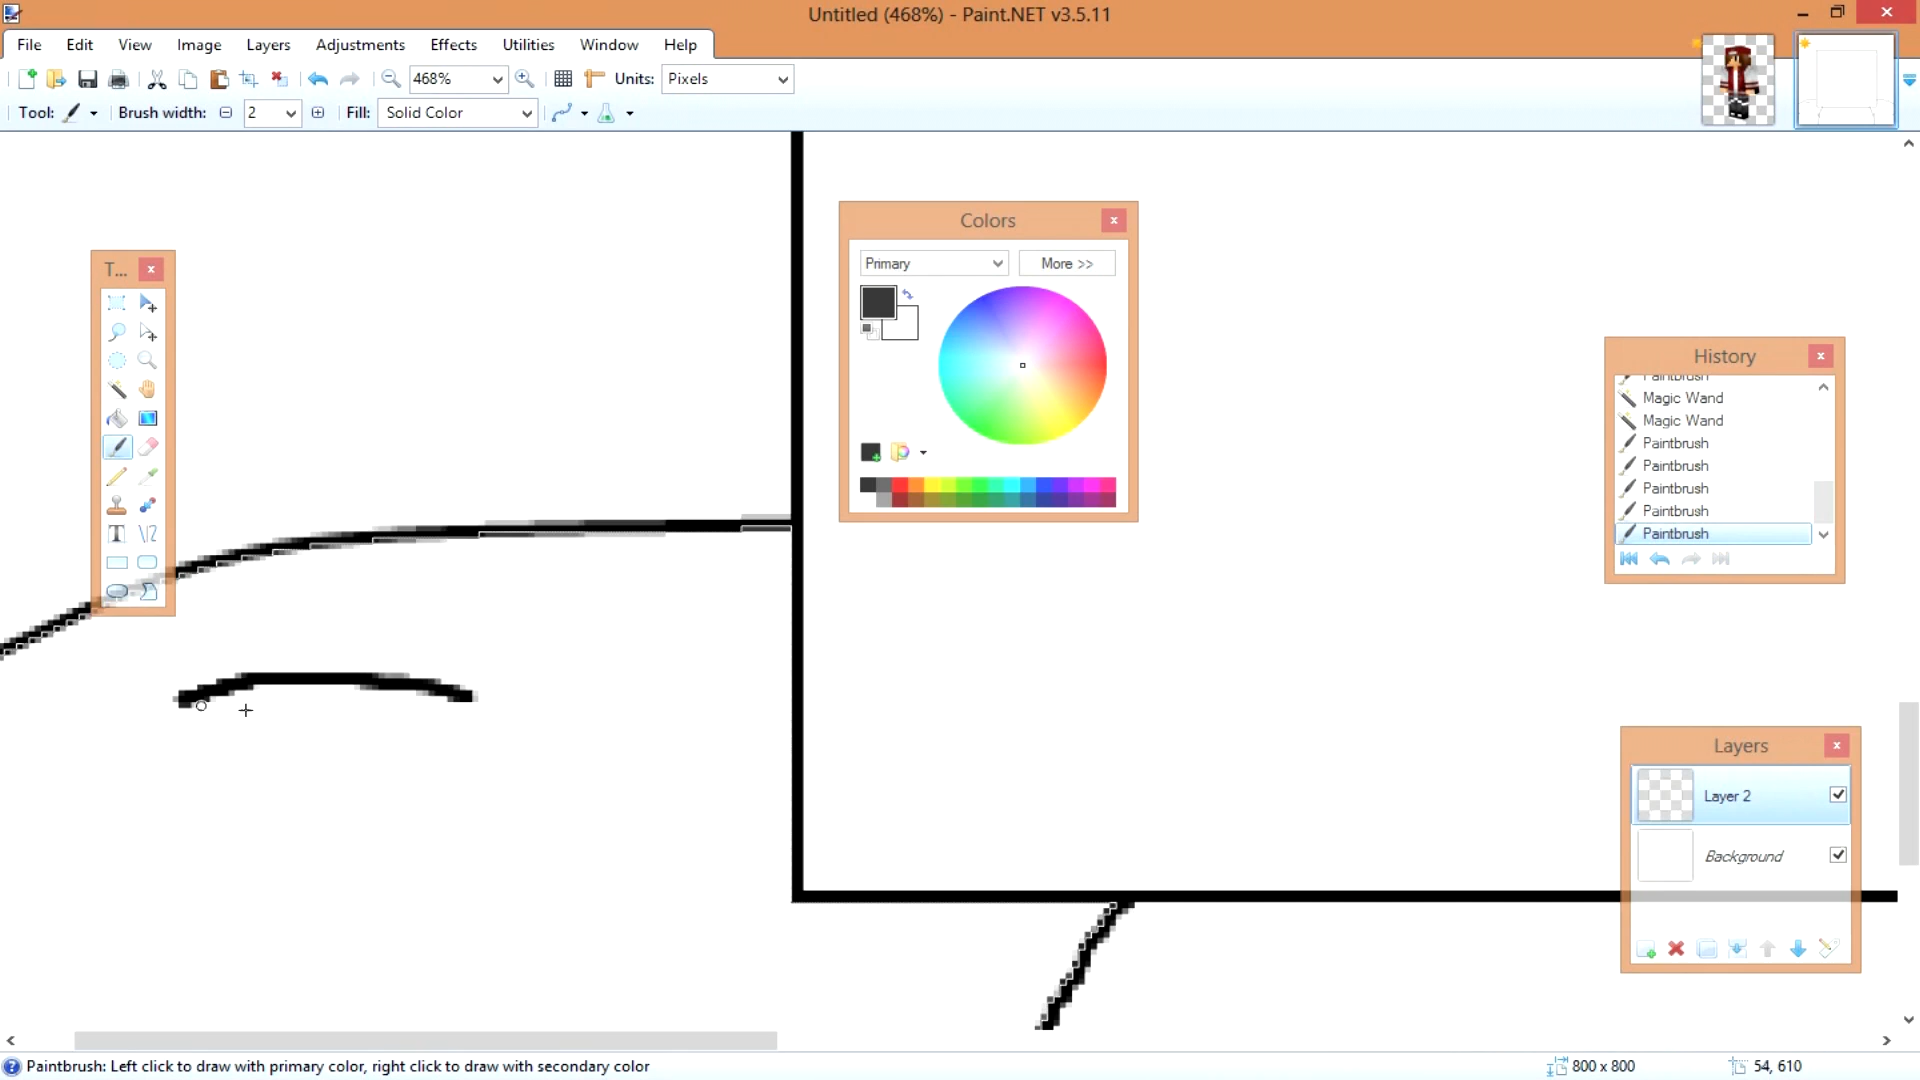 Untitled (468%) - Paint.NET v3.5.11
File Edit View Image Layers Adjustments Effects Utilities Window Help
468% Units: Pixels
Tool: Brush width: 2 Fill: Solid Color
Colors
T...
Primary More >>
History
Paintbrush
Magic Wand
Magic Wand
Paintbrush
Paintbrush
Paintbrush
Paintbrush
Paintbrush
Layers
Layer 2
Background
Paintbrush: Left click to draw with primary color, right click to draw with secondary color 800 x 800 54, 610